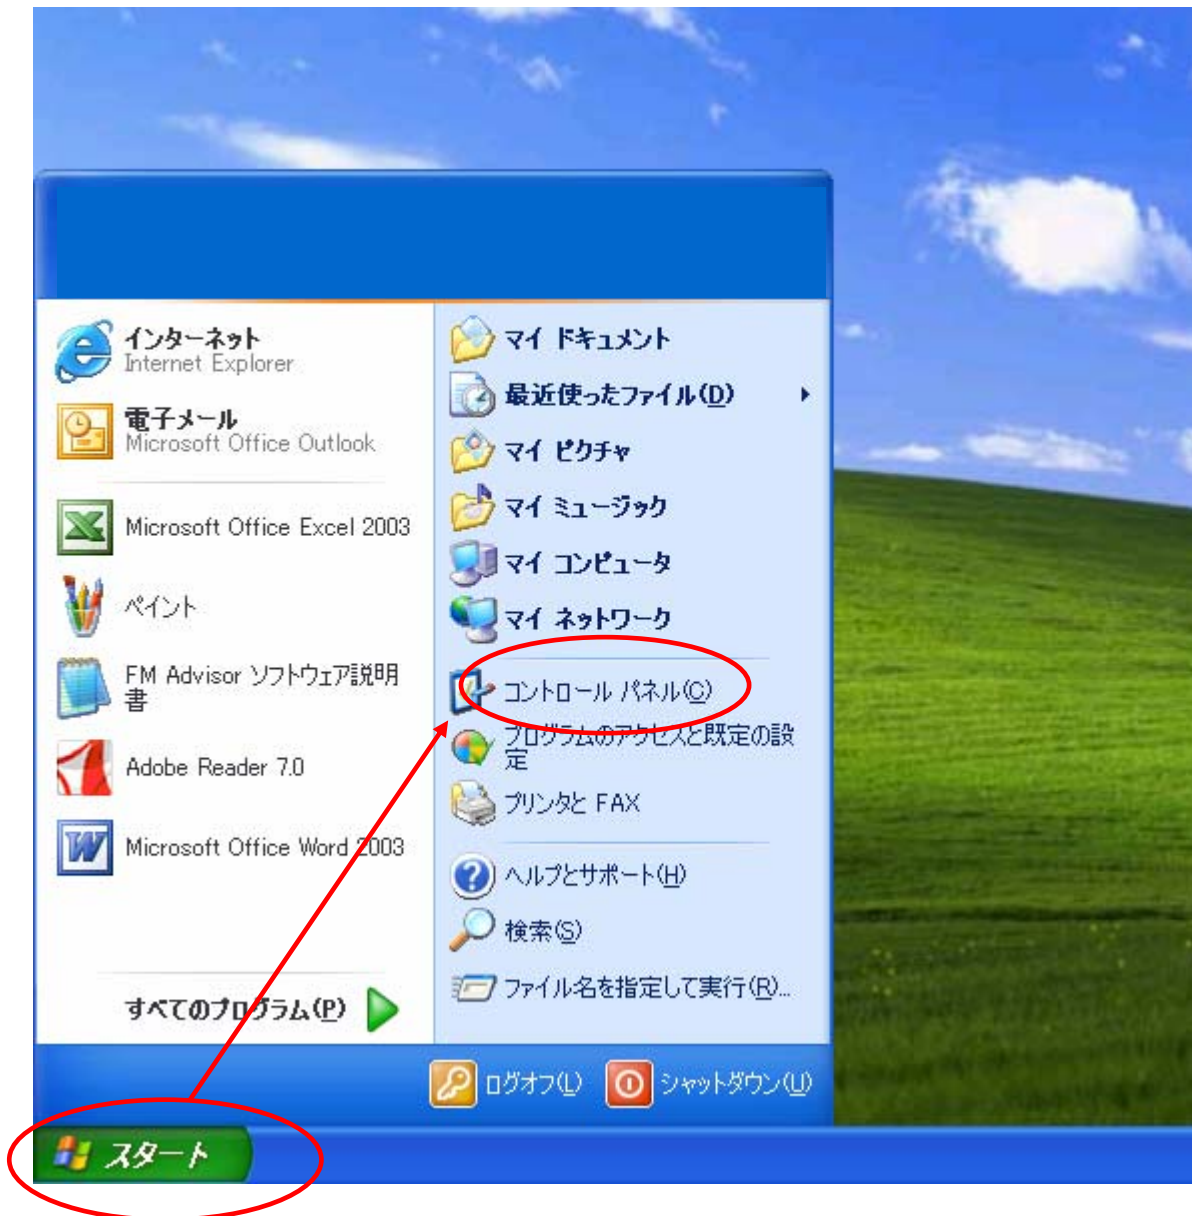 インターネット
Internet Explorer
電子メール
Microsoft Office Outlook
Microsoft Office Excel 2003
ペイント
FM Advisor ソフトウェア説明
書
Adobe Reader 7.0
Microsoft Office Word 2003
すべてのプログラム(P)
マイ ドキュメント
最近使ったファイル(D)
マイ ピクチャ
マイ ミュージック
マイ コンピュータ
マイ ネットワーク
コントロール パネル(C)
プログラムのアクセスと既定の設
定
プリンタと FAX
ヘルプとサポート(H)
検索(S)
ファイル名を指定して実行(R)...
ログオフ(L)
シャットダウン(U)
スタート